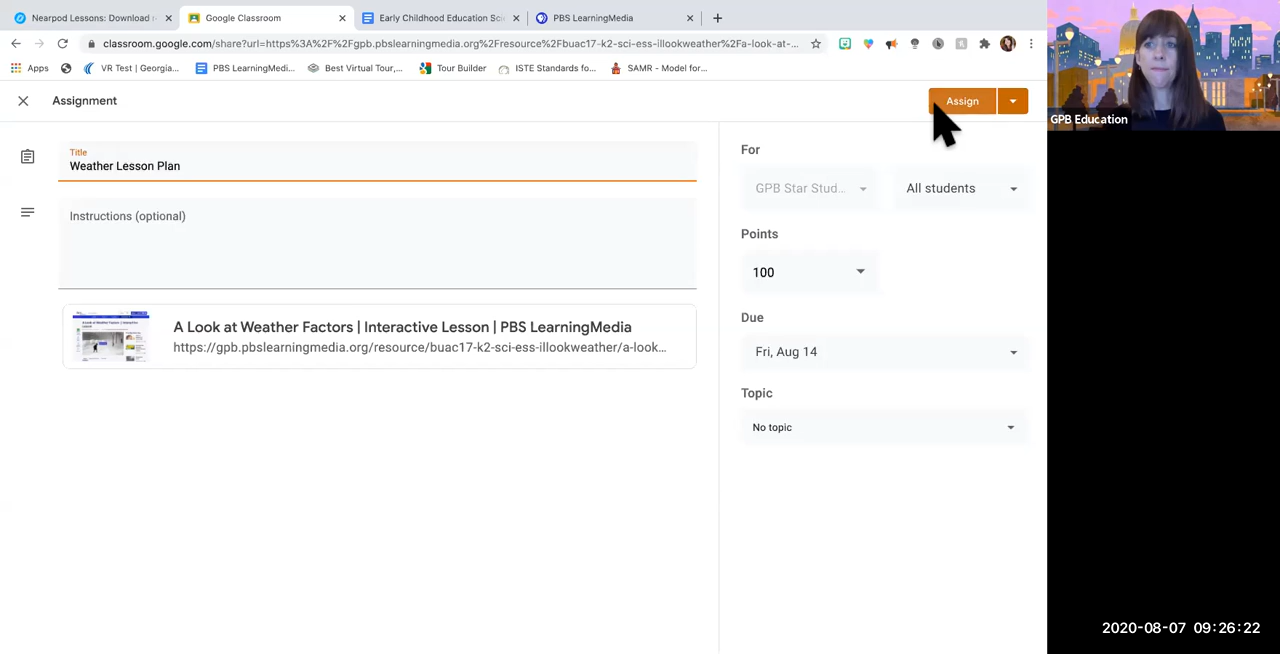 Nearpod Lessons: Download r
Google Classroom
Early Childhood Education Sci
PBS LearningMedia
classroom.google.com/share?url=https%3A%2F%2Fgpb.pbslearningmedia.org%2Fresource%2Fbuac17-k2-sci-ess-illookweather%2Fa-look-at-...
Apps
VR Test | Georgia...
PBS LearningMedi...
Best Virtual Tour,...
Tour Builder
ISTE Standards fo...
SAMR - Model for...
Assignment
Assign
GPB Education
Title
Weather Lesson Plan
Instructions (optional)
A Look at Weather Factors | Interactive Lesson | PBS LearningMedia
https://gpb.pbslearningmedia.org/resource/buac17-k2-sci-ess-illookweather/a-look...
For
GPB Star Stud...
All students
Points
100
Due
Fri, Aug 14
Topic
No topic
2020-08-07 09:26:22